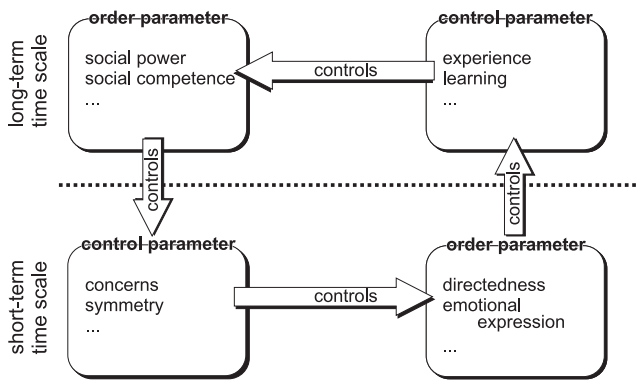 order parameter
control parameter
long-term
time scale
social power
social competence
...
controls
experience
learning
...
controls
controls
short-term
time scale
control parameter
order parameter
concerns
symmetry
...
controls
directedness
emotional
expression
...